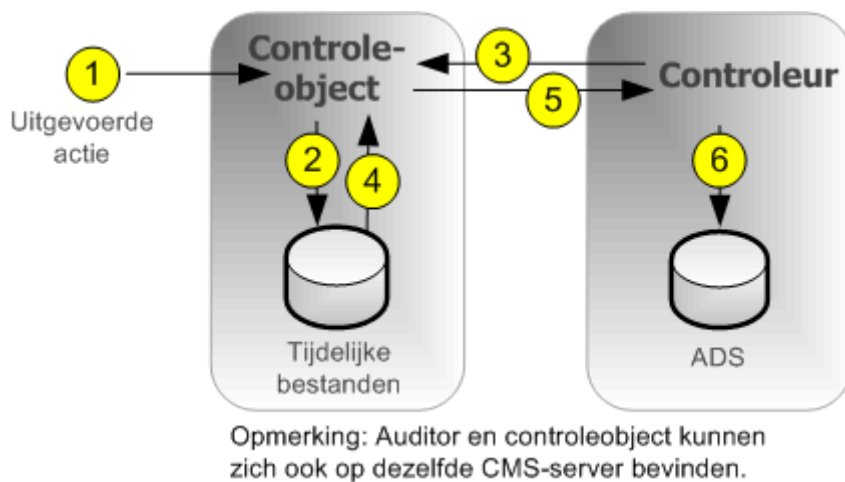 1
Uitgevoerde
actie
Controle-
object
2
4
Tijdelijke
bestanden
3
5
Controleur
6
ADS
Opmerking: Auditor en controleobject kunnen
zich ook op dezelfde CMS-server bevinden.